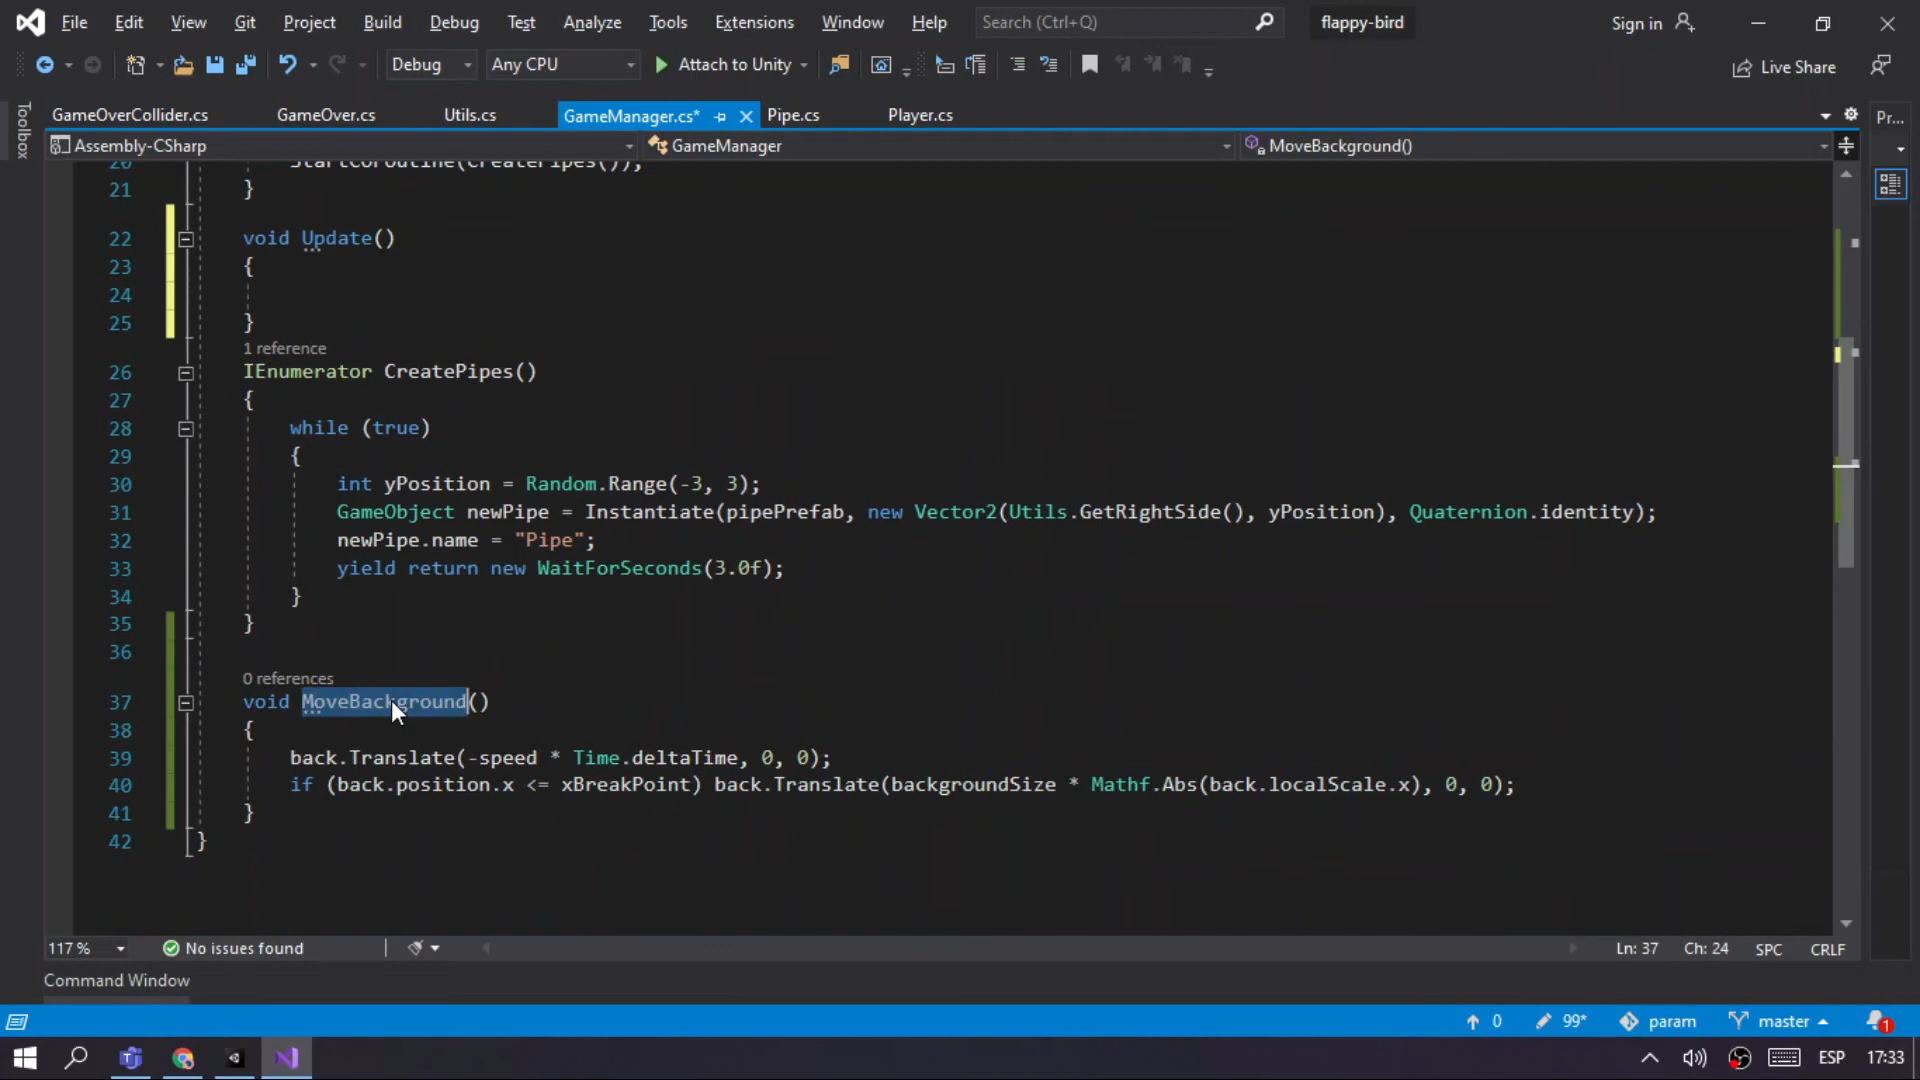 File Edit View Git Project Build Debug Test Analyze Tools Extensions Window Help Search (Ctrl+Q) flappy-bird Sign in
Debug Any CPU Attach to Unity Live Share
Toolbox
GameOverCollider.cs GameOver.cs Utils.cs GameManager.cs* Pipe.cs Player.cs Pr...
Assembly-CSharp GameManager MoveBackground()
20 StartCoroutine(CreatePipes());
21 }
22 void Update()
23 {
24
25 }
1 reference
26 IEnumerator CreatePipes()
27 {
28 while (true)
29 {
30 int yPosition = Random.Range(-3, 3);
31 GameObject newPipe = Instantiate(pipePrefab, new Vector2(Utils.GetRightSide(), yPosition), Quaternion.identity);
32 newPipe.name = "Pipe";
33 yield return new WaitForSeconds(3.0f);
34 }
35 }
36
0 references
37 void MoveBackground()
38 {
39 back.Translate(-speed * Time.deltaTime, 0, 0);
40 if (back.position.x <= xBreakPoint) back.Translate(backgroundSize * Mathf.Abs(back.localScale.x), 0, 0);
41 }
42 }
117 % No issues found Ln: 37 Ch: 24 SPC CRLF
Command Window
0 99* param master 1
ESP 17:33